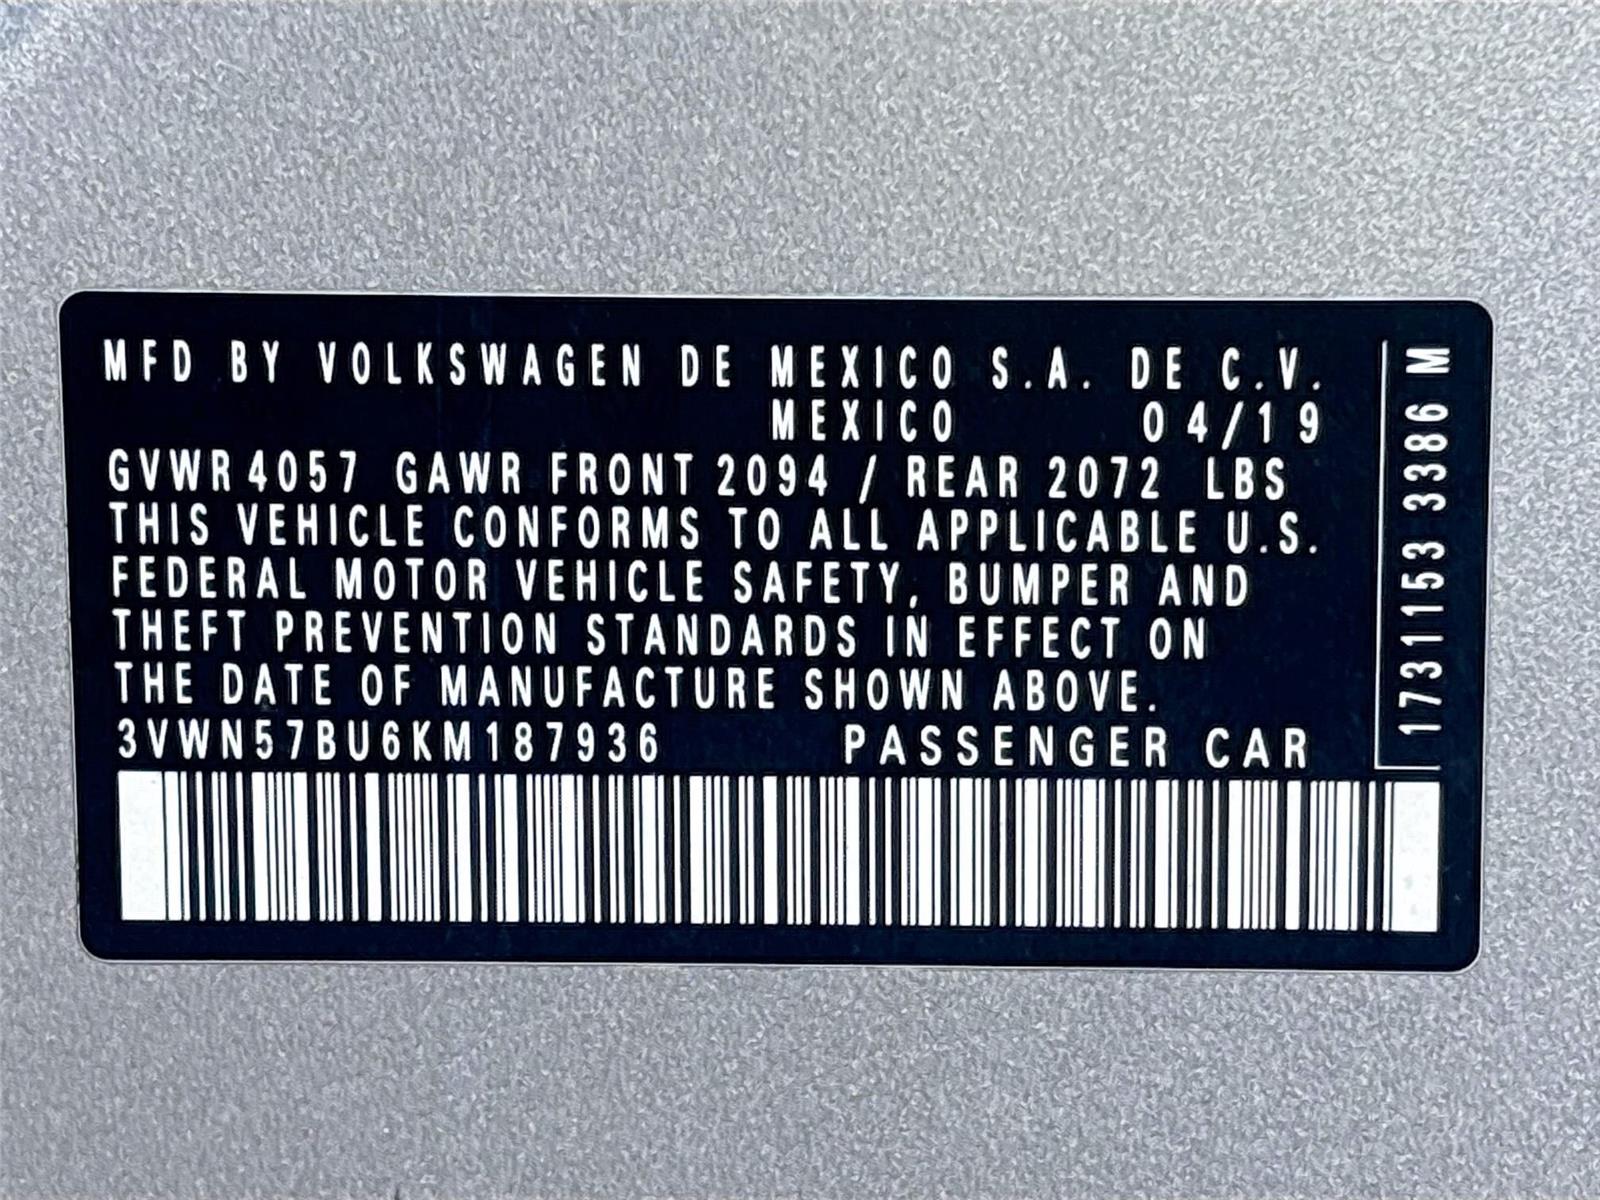 MFD BY VOLKSWAGEN DE MEXICO S.A. DE C.V.
MEXICO 04/19
GVWR 4057 GAWR FRONT 2094 / REAR 2072 LBS
THIS VEHICLE CONFORMS TO ALL APPLICABLE U.S.
FEDERAL MOTOR VEHICLE SAFETY, BUMPER AND
THEFT PREVENTION STANDARDS IN EFFECT ON
THE DATE OF MANUFACTURE SHOWN ABOVE.
3VWN57BU6KM187936 PASSENGER CAR
1731153 3386 M